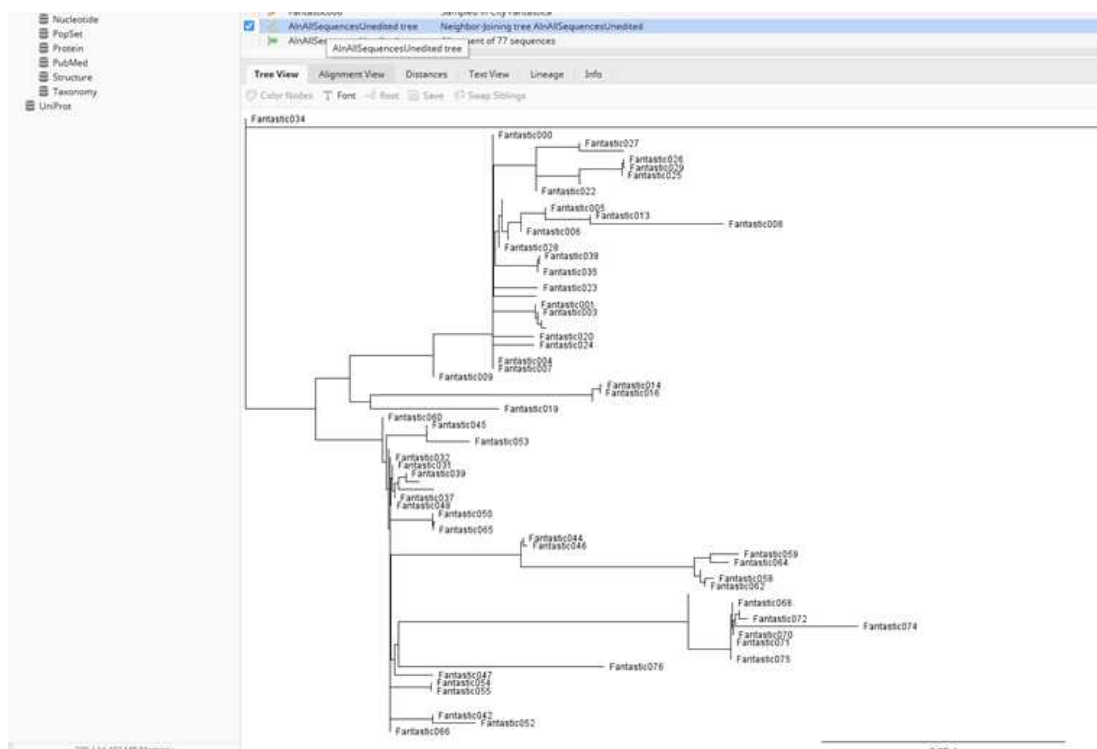 Nucleotide
PopSet
Protein
PubMed
Structure
Taxonomy
UniProt
AlnAllSequencesUnedited tree Neighbor-Joining tree AlnAllSequencesUnedited
of 77 sequences
AlnAllSequencesUnedited tree
Tree View Alignment View Distances Text View Lineage Info
Color Nodes Font Root Save Swap Siblings
Fantastic034
Fantastic000
Fantastic027
Fantastic026
Fantastic029
Fantastic025
Fantastic022
Fantastic005
Fantastic013
Fantastic008
Fantastic006
Fantastic028
Fantastic038
Fantastic035
Fantastic023
Fantastic001
Fantastic003
Fantastic020
Fantastic024
Fantastic004
Fantastic007
Fantastic009
Fantastic014
Fantastic016
Fantastic019
Fantastic060
Fantastic045
Fantastic053
Fantastic032
Fantastic031
Fantastic039
Fantastic037
Fantastic048
Fantastic050
Fantastic065
Fantastic044
Fantastic046
Fantastic059
Fantastic064
Fantastic058
Fantastic062
Fantastic068
Fantastic072
Fantastic074
Fantastic070
Fantastic071
Fantastic075
Fantastic076
Fantastic047
Fantastic054
Fantastic055
Fantastic042
Fantastic052
Fantastic066